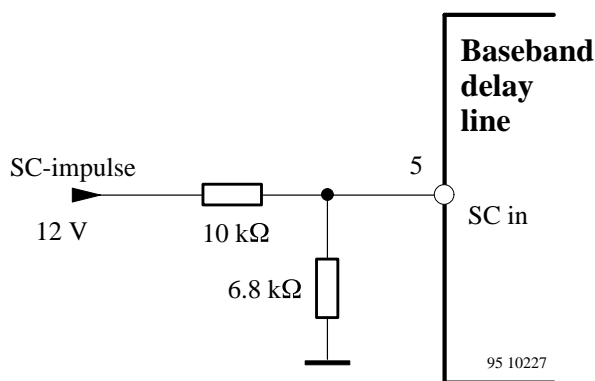 Baseband
delay
line
SC-impulse
5
12 V
10 kΩ
SC in
6.8 kΩ
95 10227